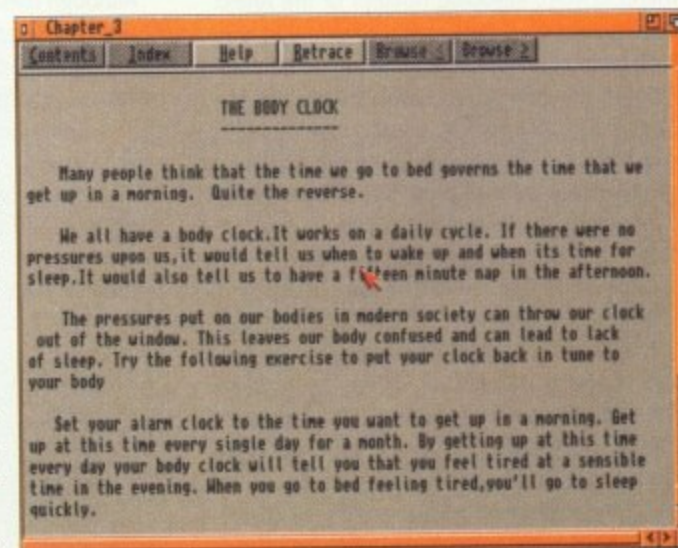 Chapter_3
Contents Index Help Retrace Browse < Browse >
THE BODY CLOCK
--------------
Many people think that the time we go to bed governs the time that we
get up in a morning. Quite the reverse.
We all have a body clock.It works on a daily cycle. If there were no
pressures upon us,it would tell us when to wake up and when its time for
sleep.It would also tell us to have a fifteen minute nap in the afternoon.
The pressures put on our bodies in modern society can throw our clock
out of the window. This leaves our body confused and can lead to lack
of sleep. Try the following exercise to put your clock back in tune to
your body
Set your alarm clock to the time you want to get up in a morning. Get
up at this time every single day for a month. By getting up at this time
every day your body clock will tell you that you feel tired at a sensible
time in the evening. When you go to bed feeling tired,you'll go to sleep
quickly.